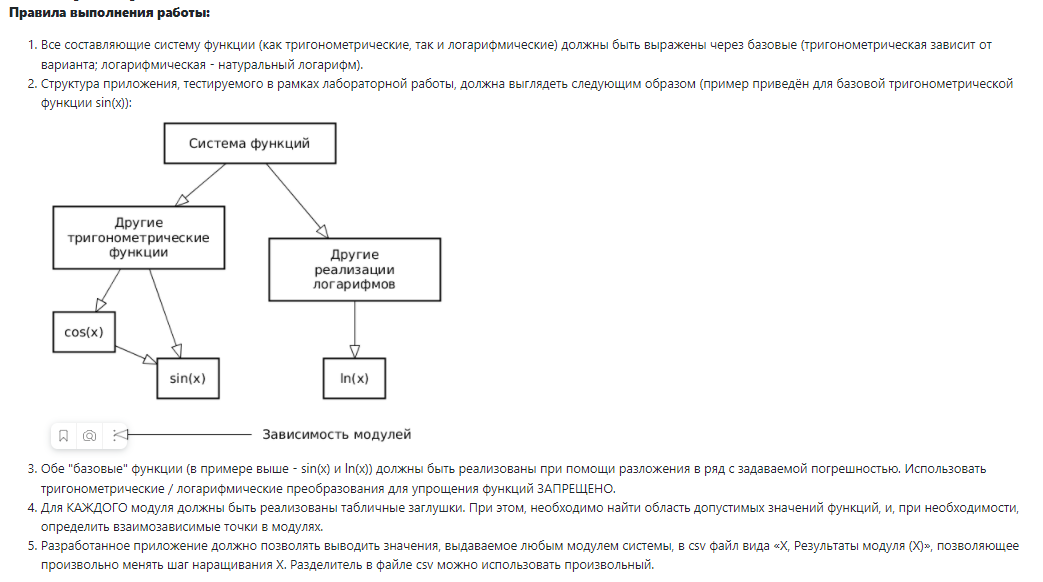 Правила выполнения работы:
1. Все составляющие систему функции (как тригонометрические, так и логарифмические) должны быть выражены через базовые (тригонометрическая зависит от
варианта; логарифмическая - натуральный логарифм).
2. Структура приложения, тестируемого в рамках лабораторной работы, должна выглядеть следующим образом (пример приведён для базовой тригонометрической
функции sin(x)):
Система функций
Другие
тригонометрические
функции
Другие
реализации
логарифмов
cos(x)
sin(x)
ln(x)
Зависимость модулей
3. Обе "базовые" функции (в примере выше - sin(x) и ln(x)) должны быть реализованы при помощи разложения в ряд с задаваемой погрешностью. Использовать
тригонометрические / логарифмические преобразования для упрощения функций ЗАПРЕЩЕНО.
4. Для КАЖДОГО модуля должны быть реализованы табличные заглушки. При этом, необходимо найти область допустимых значений функций, и, при необходимости,
определить взаимозависимые точки в модулях.
5. Разработанное приложение должно позволять выводить значения, выдаваемое любым модулем системы, в csv файл вида «X, Результаты модуля (X)», позволяющее
произвольно менять шаг наращивания X. Разделитель в файле csv можно использовать произвольный.